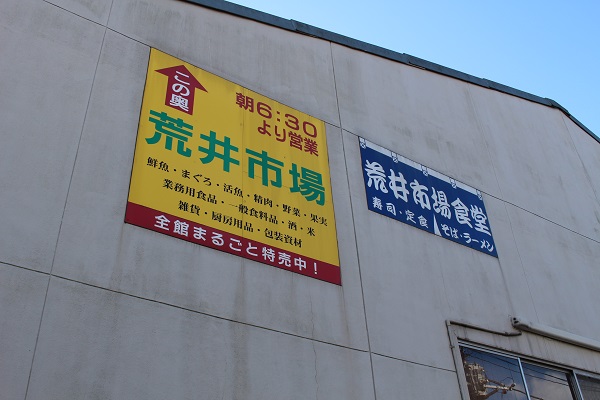 この奥
朝6:30
より営業
荒井市場
鮮魚・まぐろ・活魚・精肉・野菜・果実
業務用食品・一般食料品・酒・米
雑貨・厨房用品・包装資材
全館まるごと特売中!
荒井市場食堂
寿司・定食 そば・ラーメン